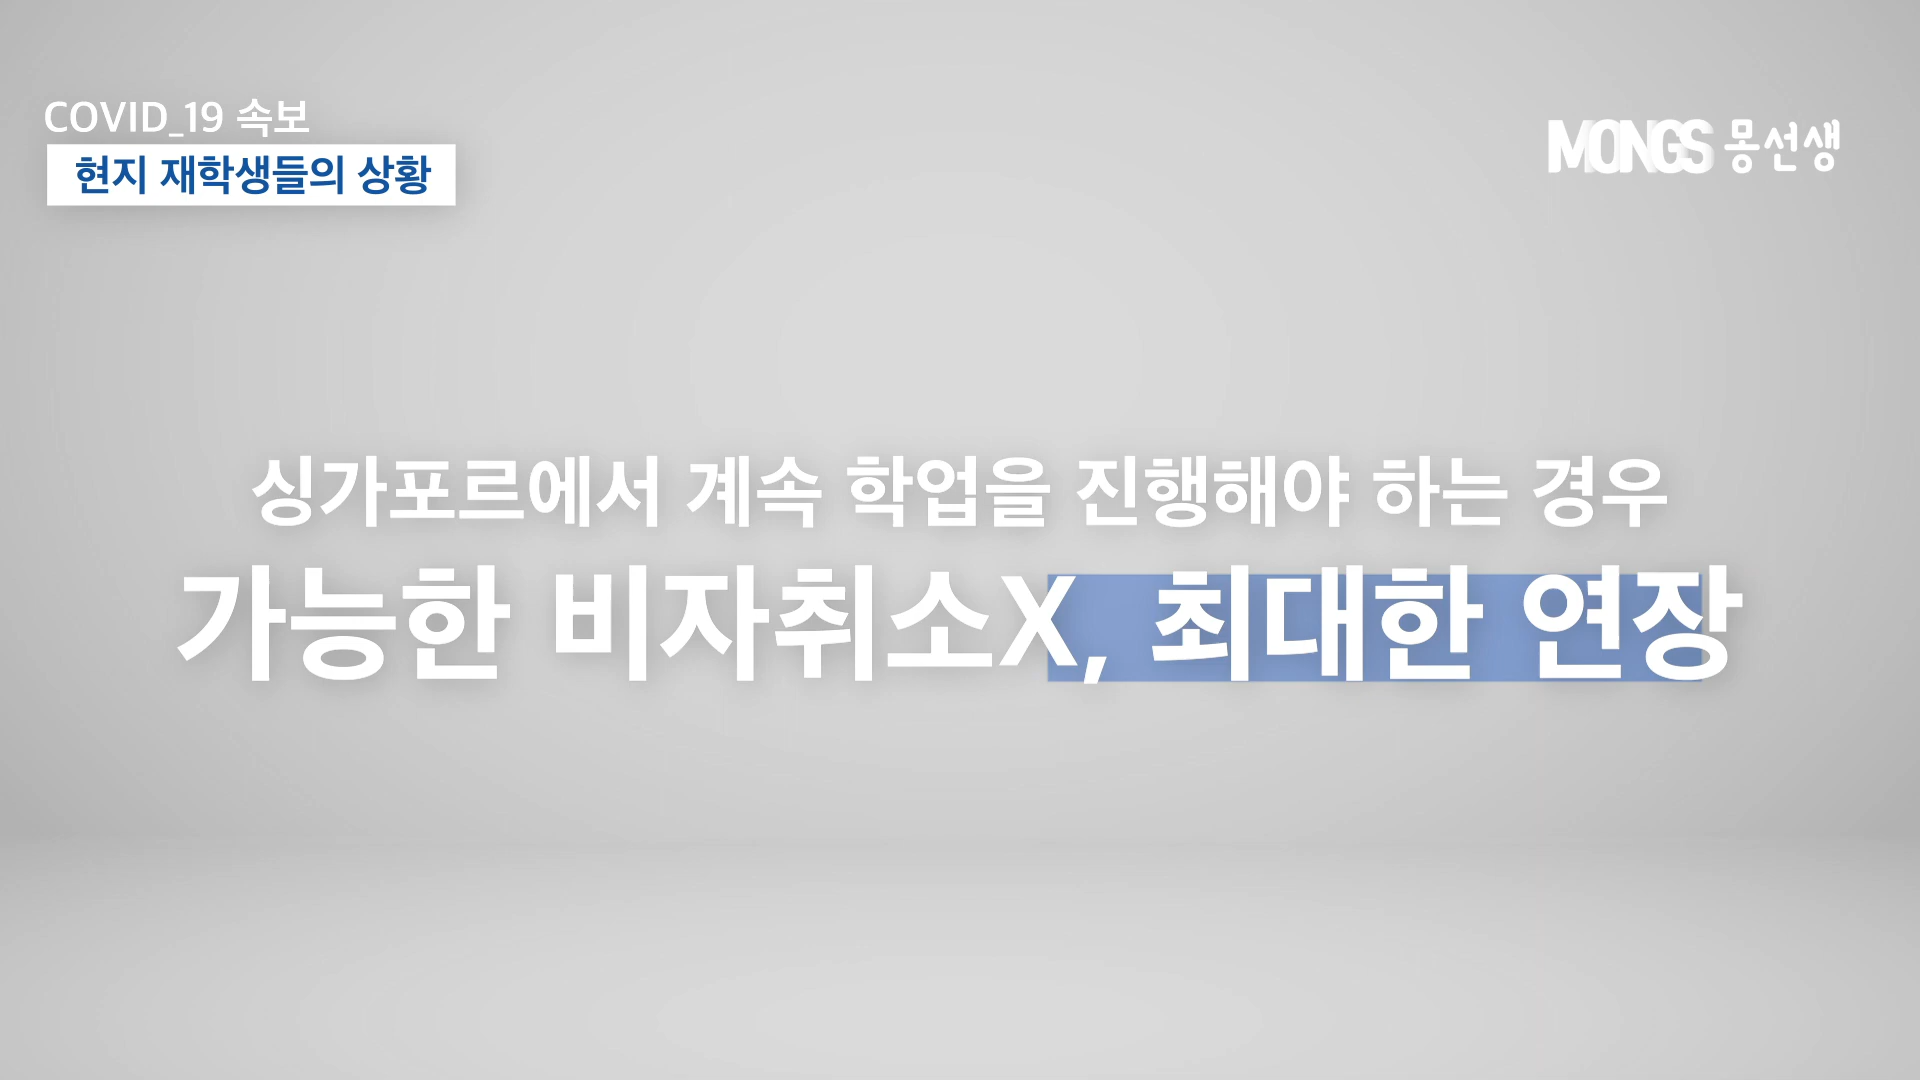 COVID_19 속보
현지 재학생들의 상황
MONGS 몽선생
싱가포르에서 계속 학업을 진행해야 하는 경우
가능한 비자취소X, 최대한 연장